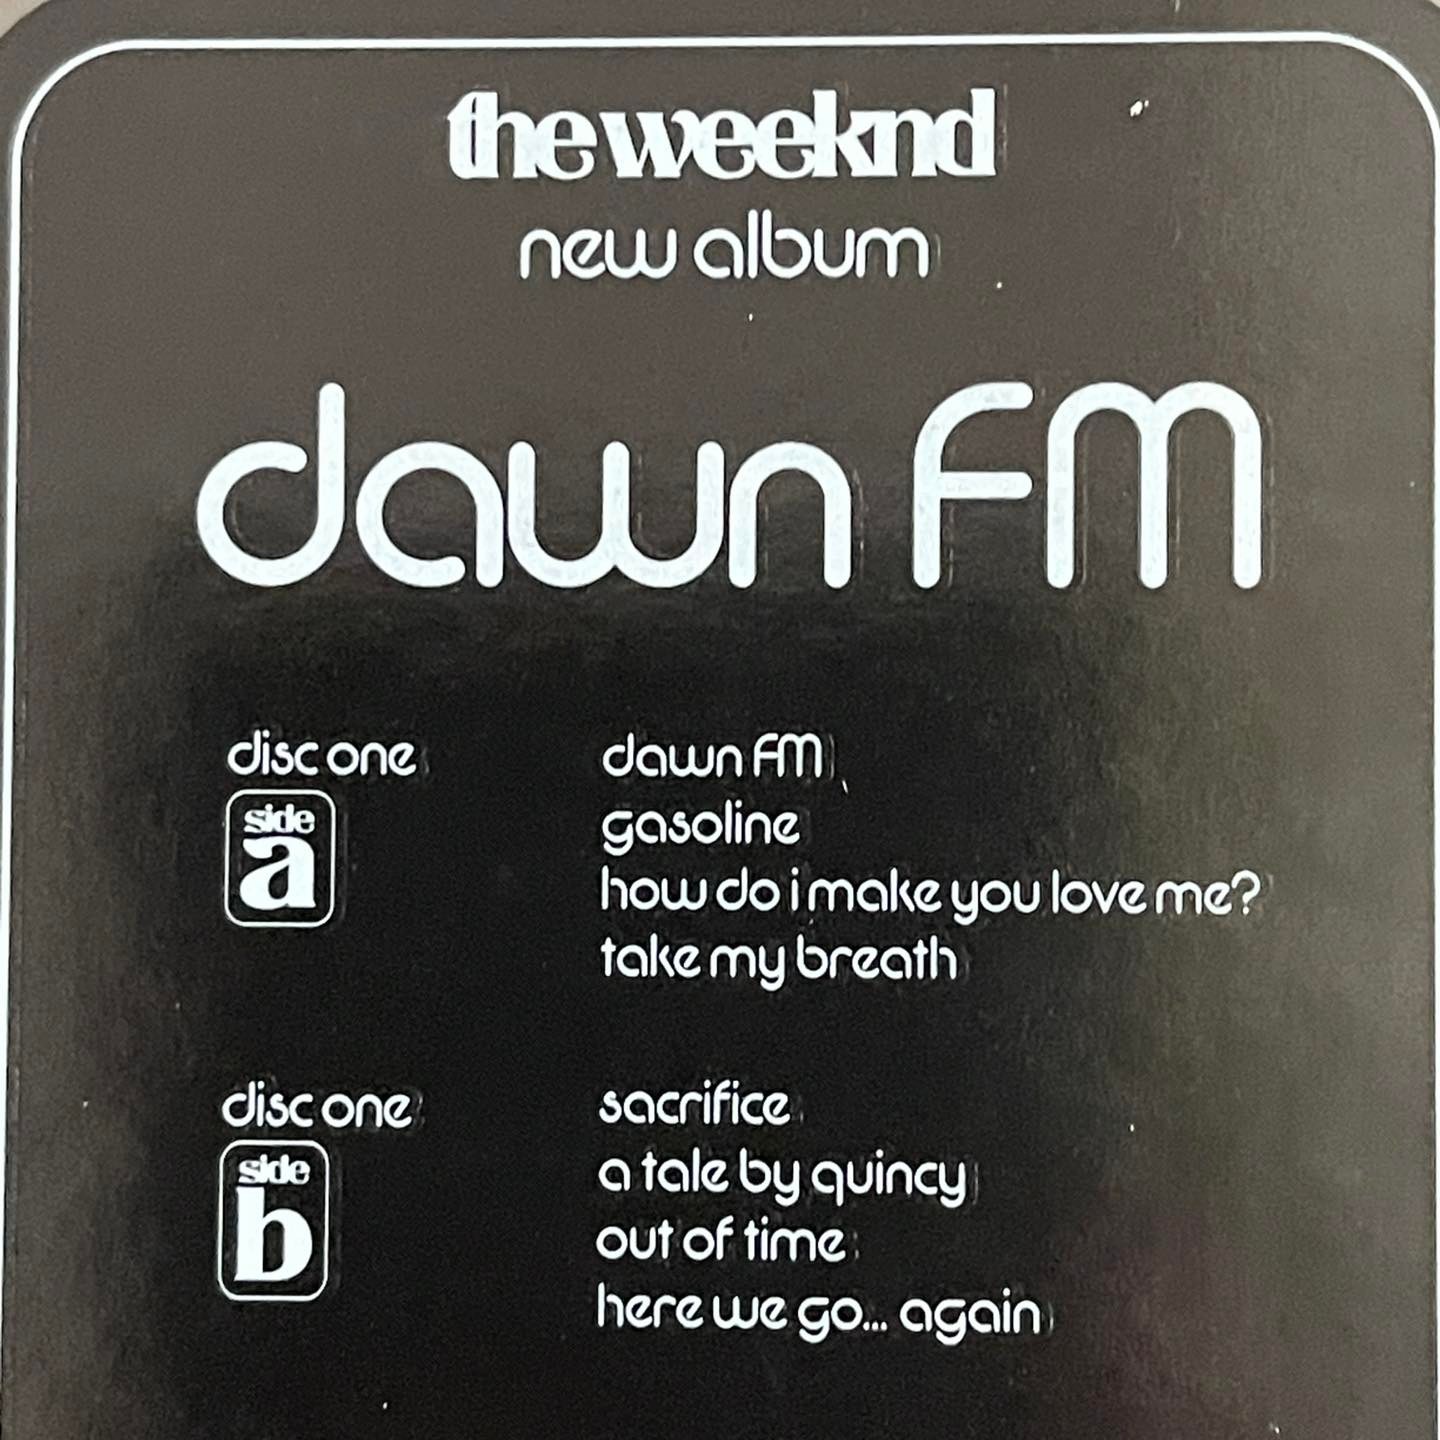 the weeknd
new album
dawn FM
disc one
side
a
dawn FM
gasoline
how do i make you love me?
take my breath
disc one
side
b
sacrifice
a tale by quincy
out of time
here we go... again